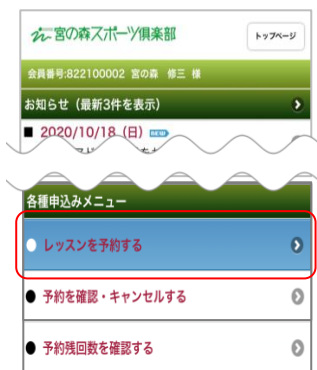 宮の森スポーツ倶楽部
トップページ
会員番号:822100002 宮の森 修三 様
お知らせ（最新3件を表示）
■ 2020/10/18（日）
各種申込みメニュー
● レッスンを予約する
● 予約を確認・キャンセルする
● 予約残回数を確認する